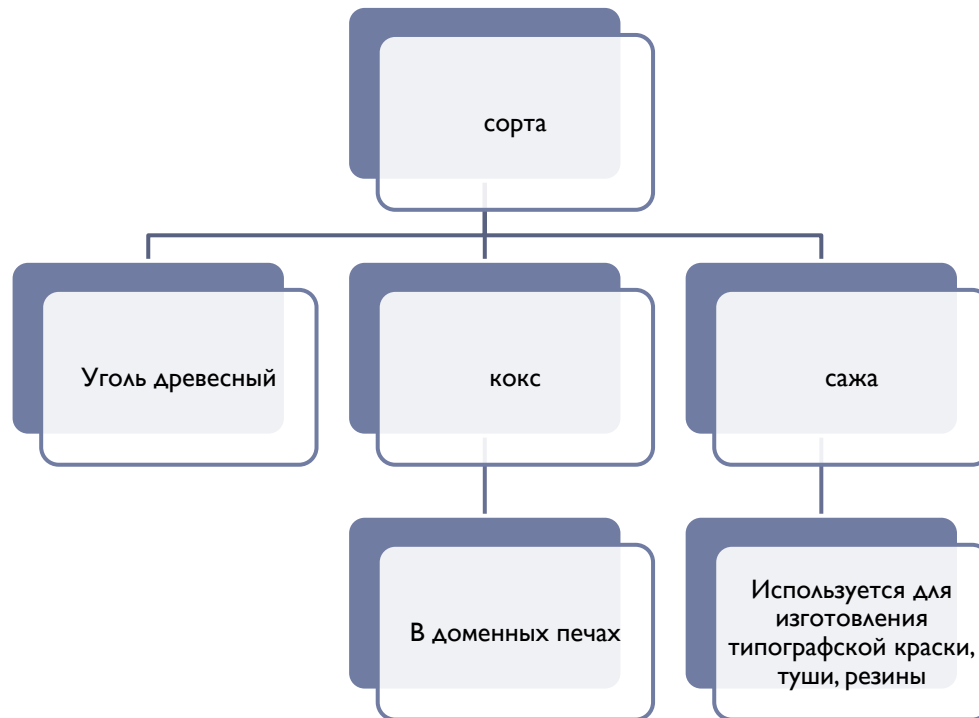 сорта
Уголь древесный
кокс
сажа
В доменных печах
Используется для
изготовления
типографской краски,
туши, резины